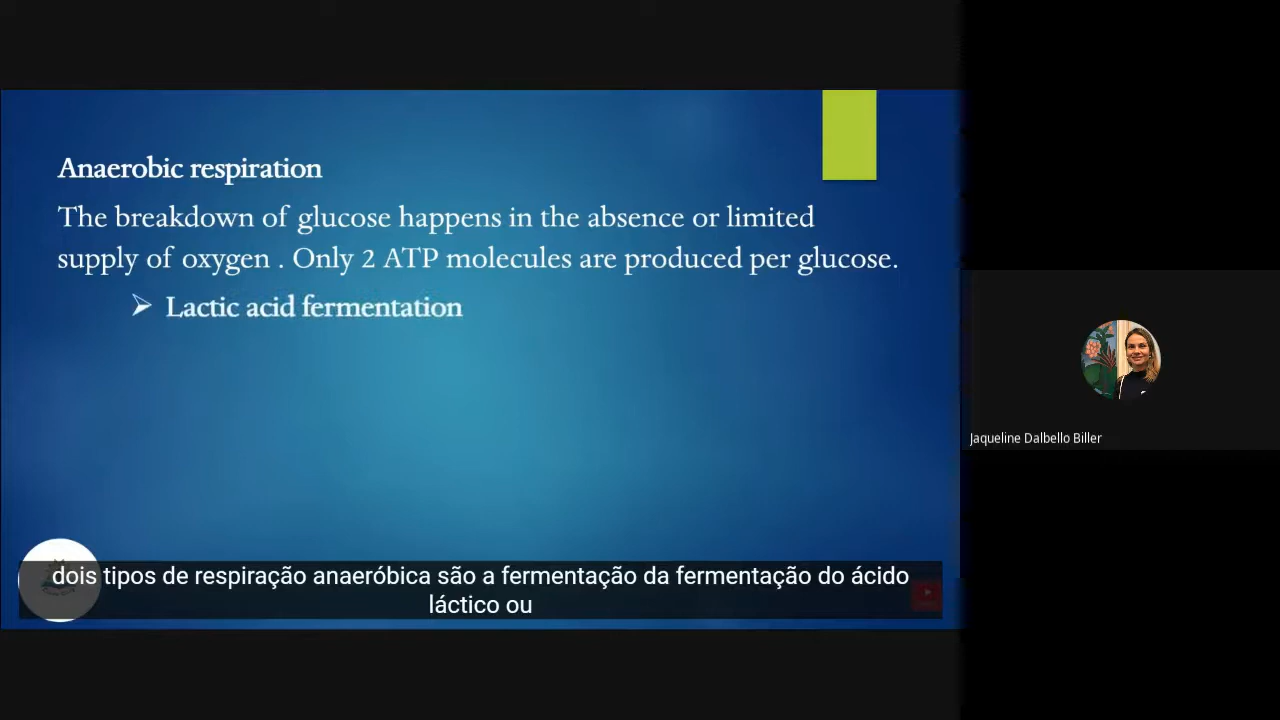 Anaerobic respiration
The breakdown of glucose happens in the absence or limited
supply of oxygen . Only 2 ATP molecules are produced per glucose.
➢ Lactic acid fermentation
dois tipos de respiração anaeróbica são a fermentação da fermentação do ácido
láctico ou
Jaqueline Dalbello Biller